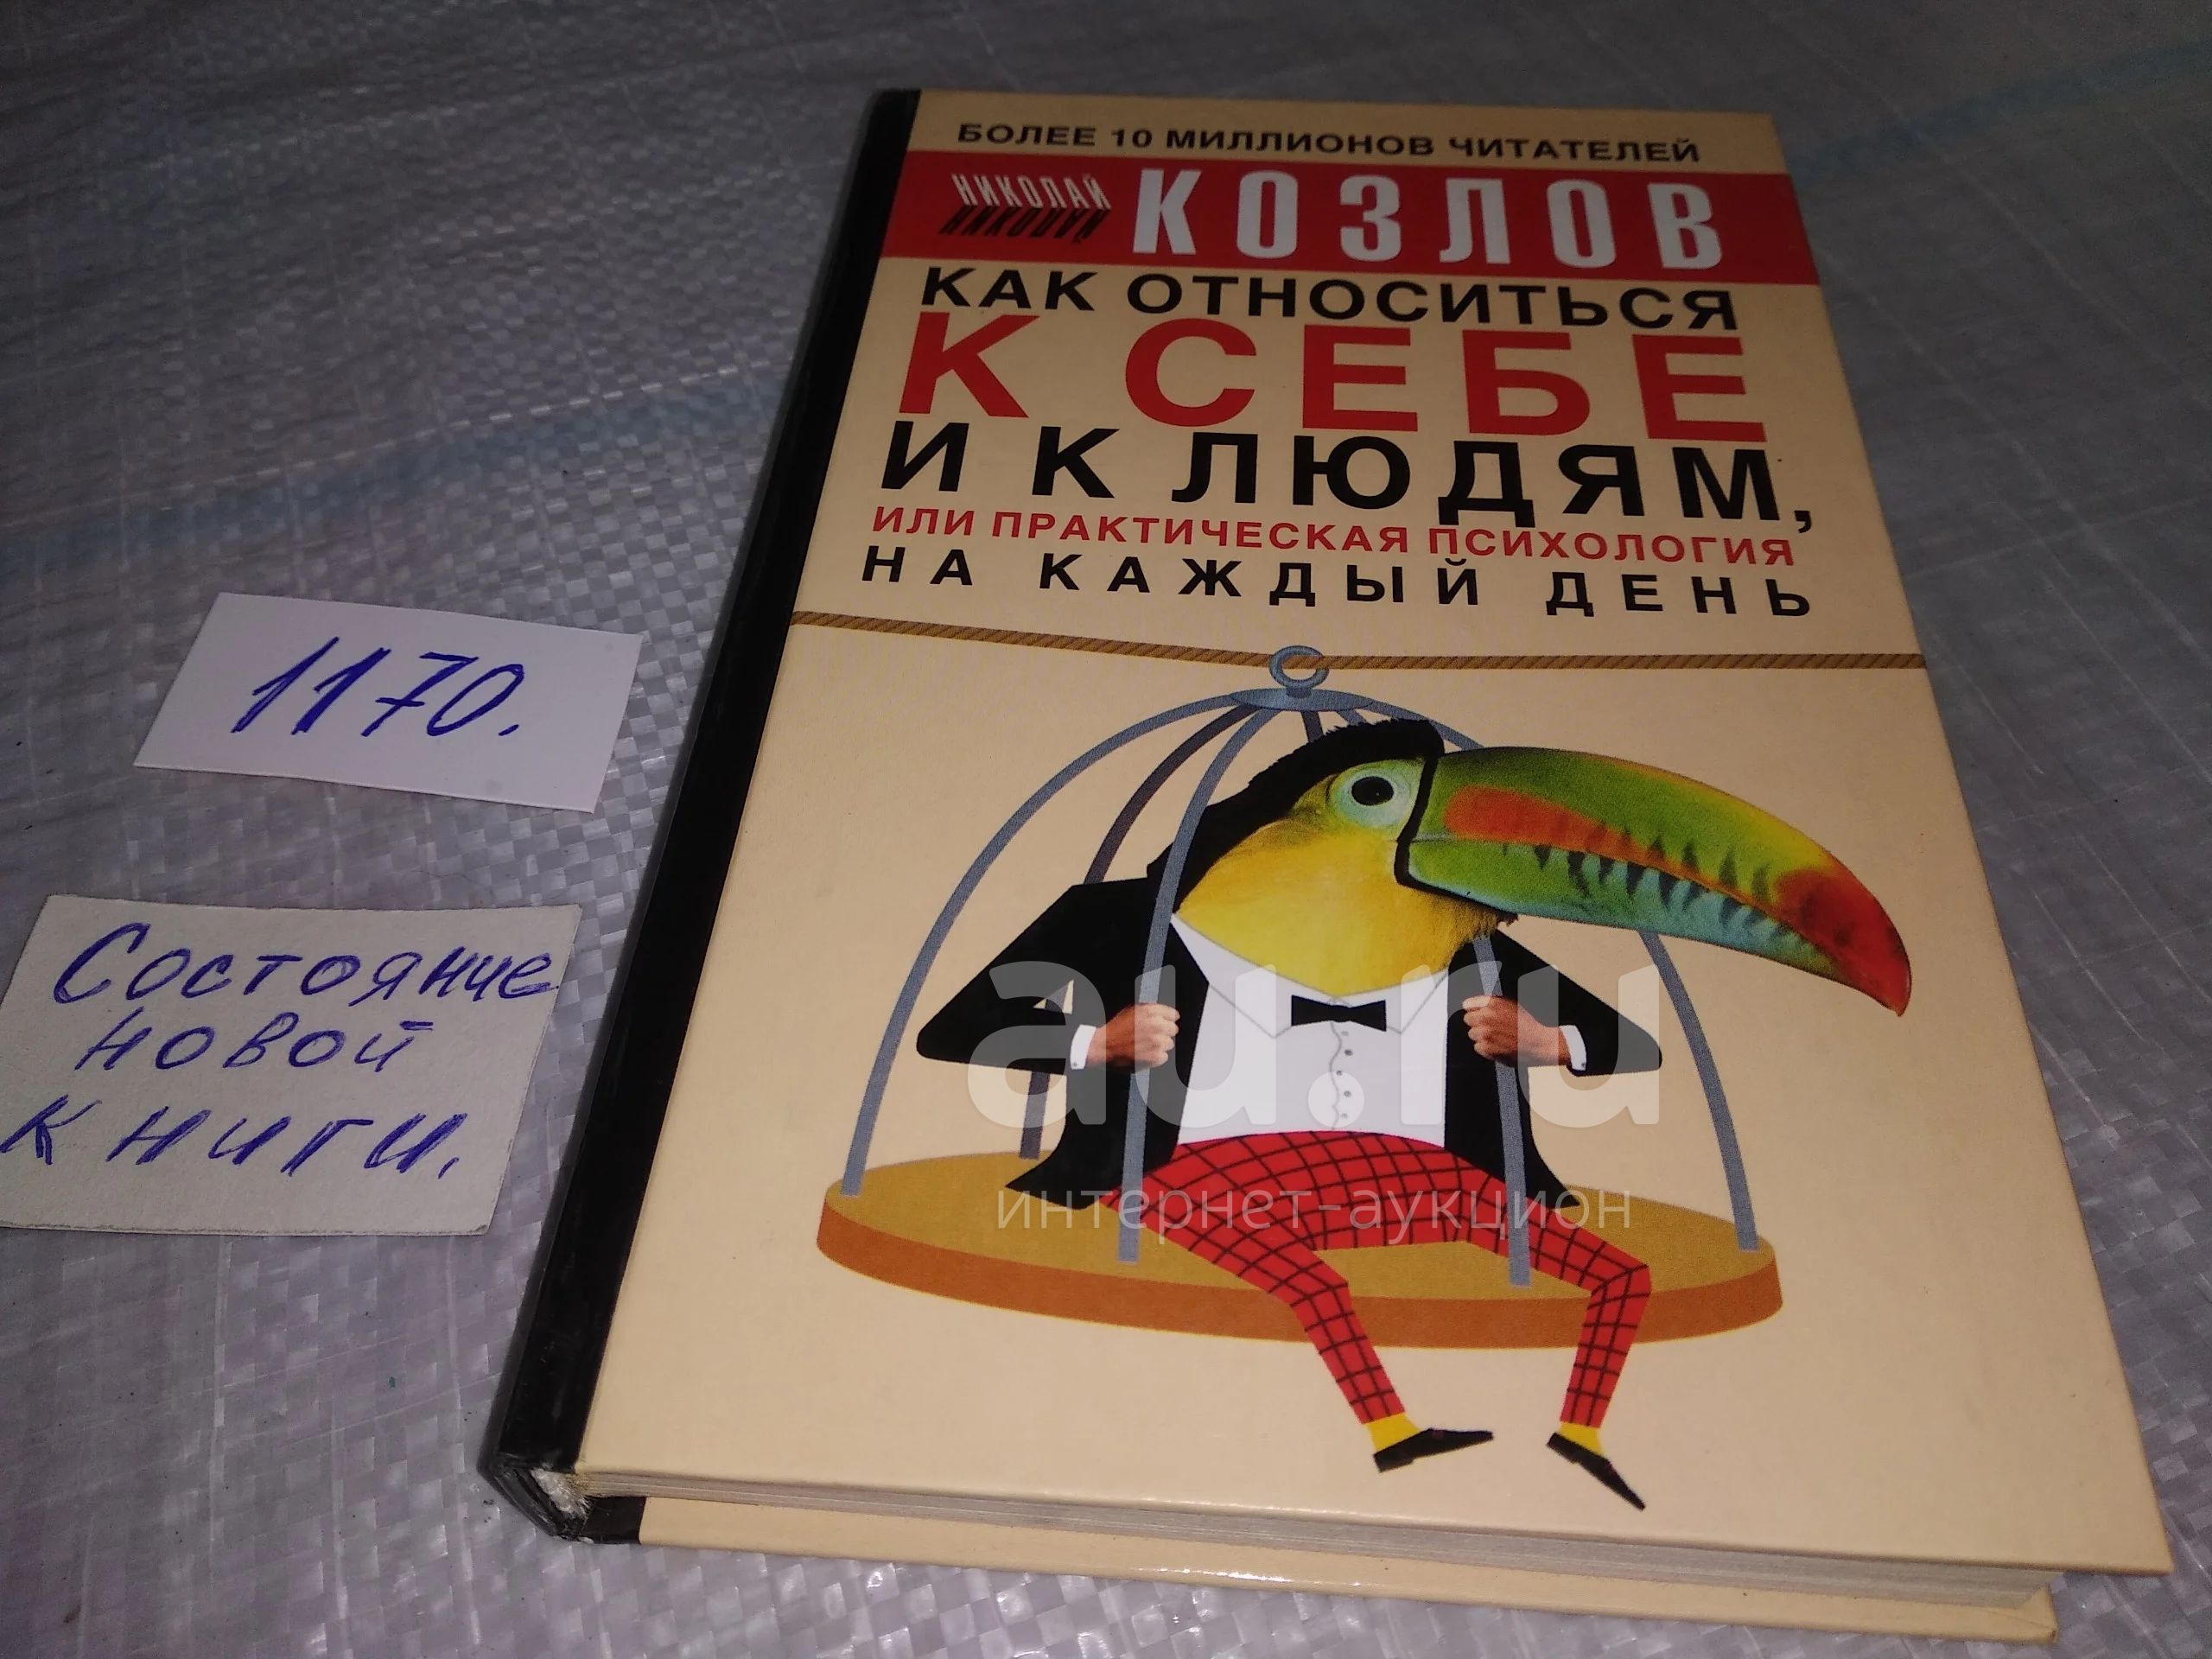 БОЛЕЕ 10 МИЛЛИОНОВ ЧИТАТЕЛЕЙ
НИКОЛАЙ КОЗЛОВ
КАК ОТНОСИТЬСЯ
К СЕБЕ
И К ЛЮДЯМ,
ИЛИ ПРАКТИЧЕСКАЯ ПСИХОЛОГИЯ
НА КАЖДЫЙ ДЕНЬ
1170.
Состояние
новой
книги.
au.ru
интернет-аукцион